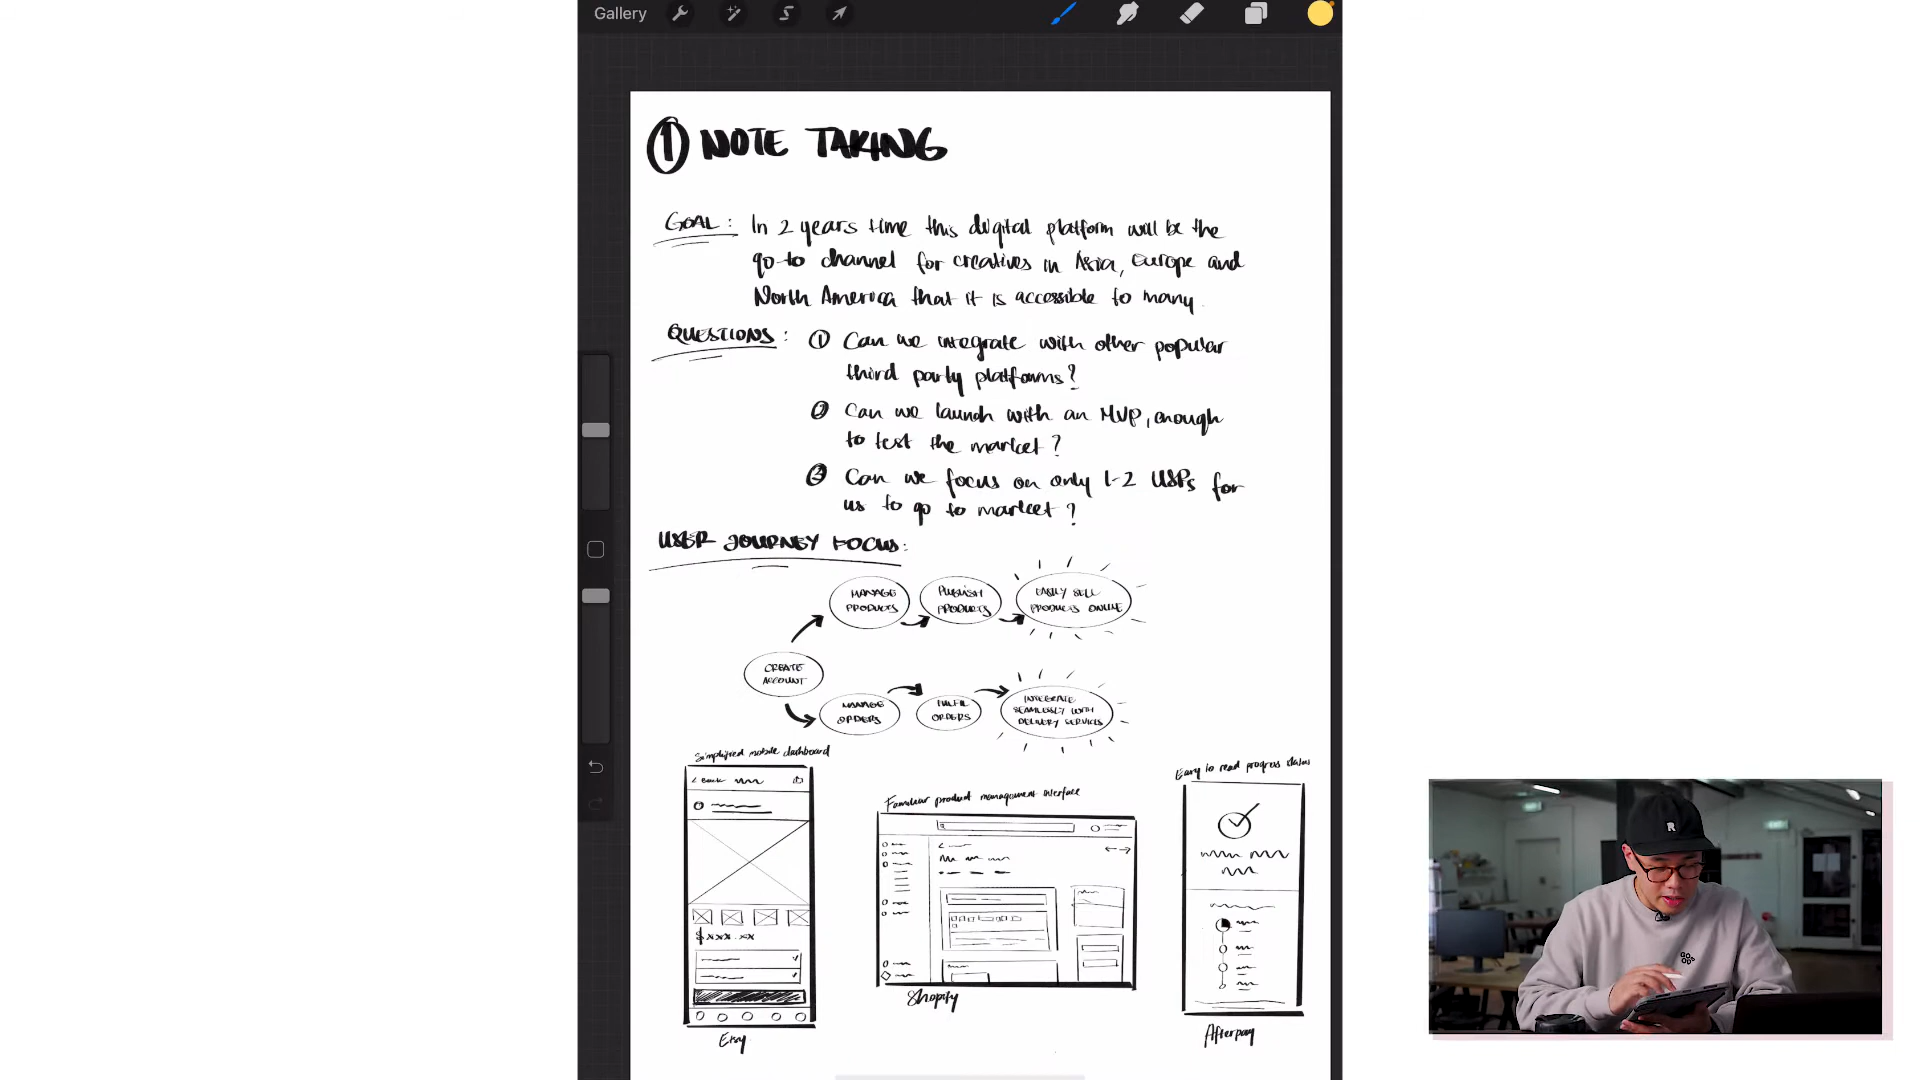 Gallery
① NOTE TAKING
GOAL: In 2 years time this digital platform will be the
go-to channel for creatives in Asia, Europe and
North America that it is accessible to many.
QUESTIONS: ① Can we integrate with other popular
third party platforms?
② Can we launch with an MVP, enough
to test the market?
③ Can we focus on only 1-2 USPs for
us to go to market?
USER JOURNEY FOCUS:
MANAGE
PRODUCTS
PUBLISH
PRODUCTS
EASILY SELL
PRODUCTS ONLINE
CREATE
ACCOUNT
MANAGE
ORDERS
FULFIL
ORDERS
INTEGRATE
SEAMLESSLY WITH
DELIVERY SERVICES
Simplified mobile dashboard
< Back
$xxx.xx
Etsy
Familiar product management interface
Shopify
Easy to read progress status
Afterpay
R